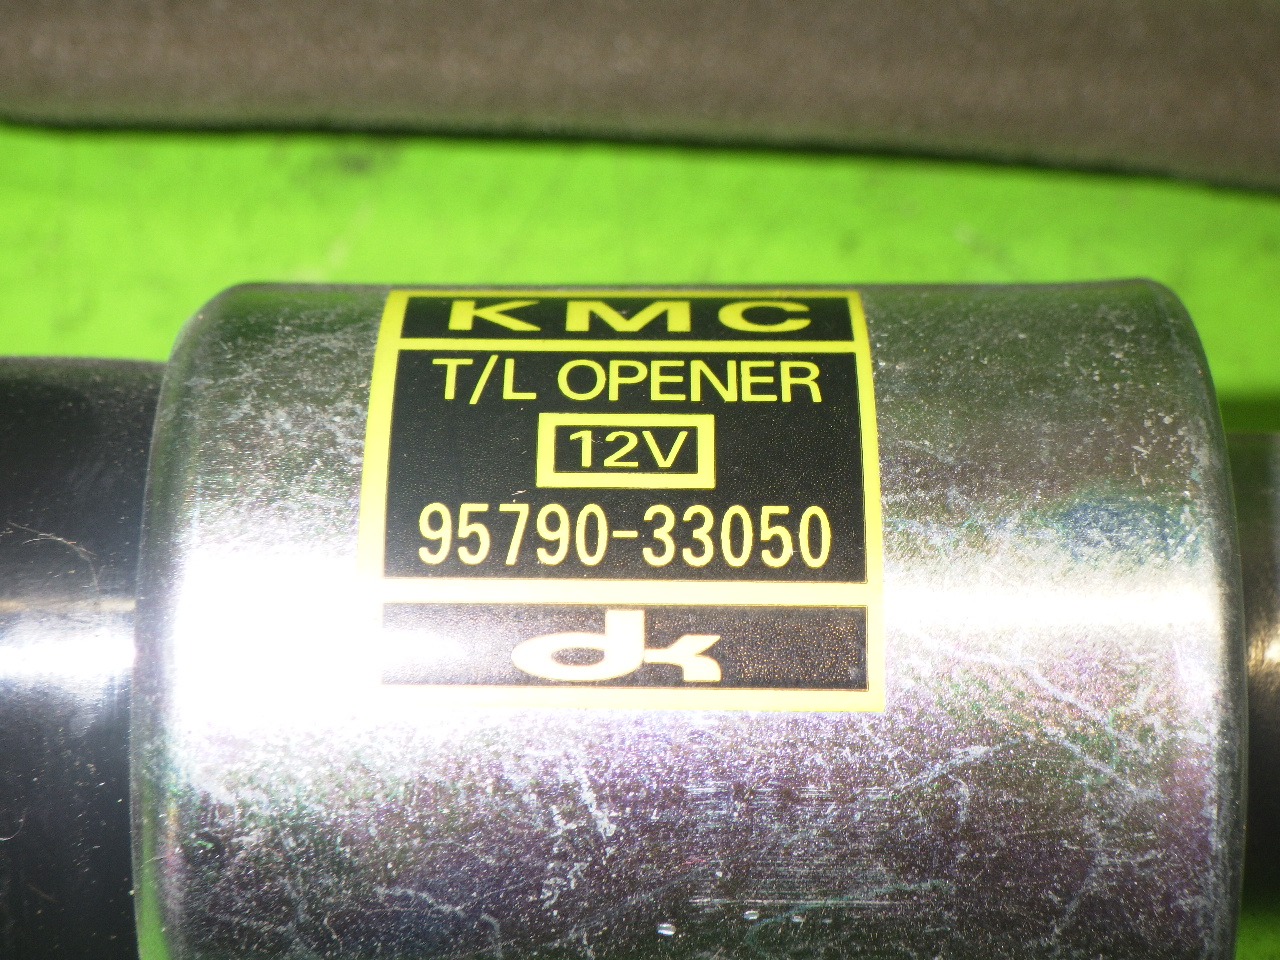 KMC
T/L OPENER
12V
95790-33050
dk